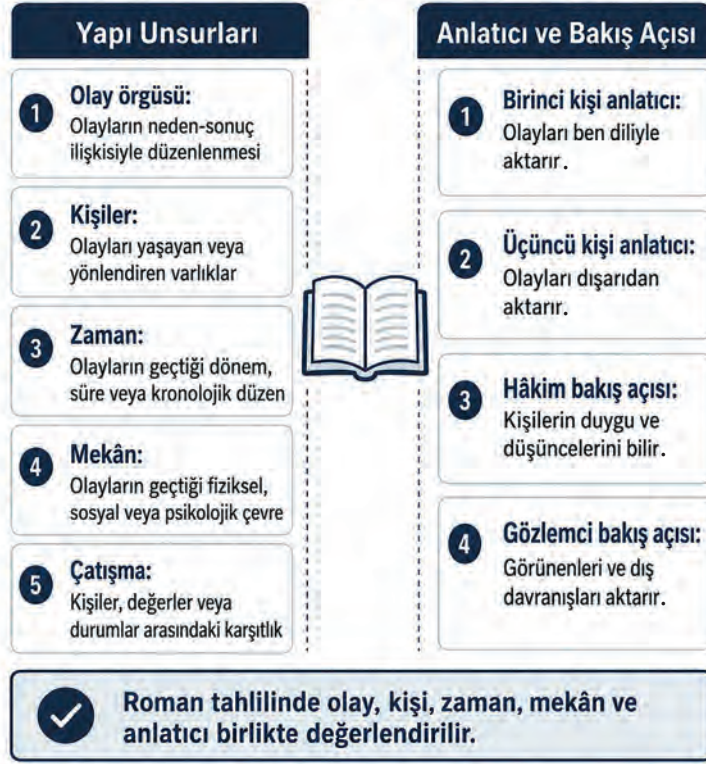 Yapı Unsurları
1
Olay örgüsü:
Olayların neden-sonuç
ilişkisiyle düzenlenmesi
2
Kişiler:
Olayları yaşayan veya
yönlendiren varlıklar
3
Zaman:
Olayların geçtiği dönem,
süre veya kronolojik düzen
4
Mekân:
Olayların geçtiği fiziksel,
sosyal veya psikolojik çevre
5
Çatışma:
Kişiler, değerler veya
durumlar arasındaki karşıtlık
Anlatıcı ve Bakış Açısı
1
Birinci kişi anlatıcı:
Olayları ben diliyle
aktarır.
2
Üçüncü kişi anlatıcı:
Olayları dışarıdan
aktarır.
3
Hâkim bakış açısı:
Kişilerin duygu ve
düşüncelerini bilir.
4
Gözlemci bakış açısı:
Görünenleri ve dış
davranışları aktarır.
Roman tahlilinde olay, kişi, zaman, mekân ve
anlatıcı birlikte değerlendirilir.